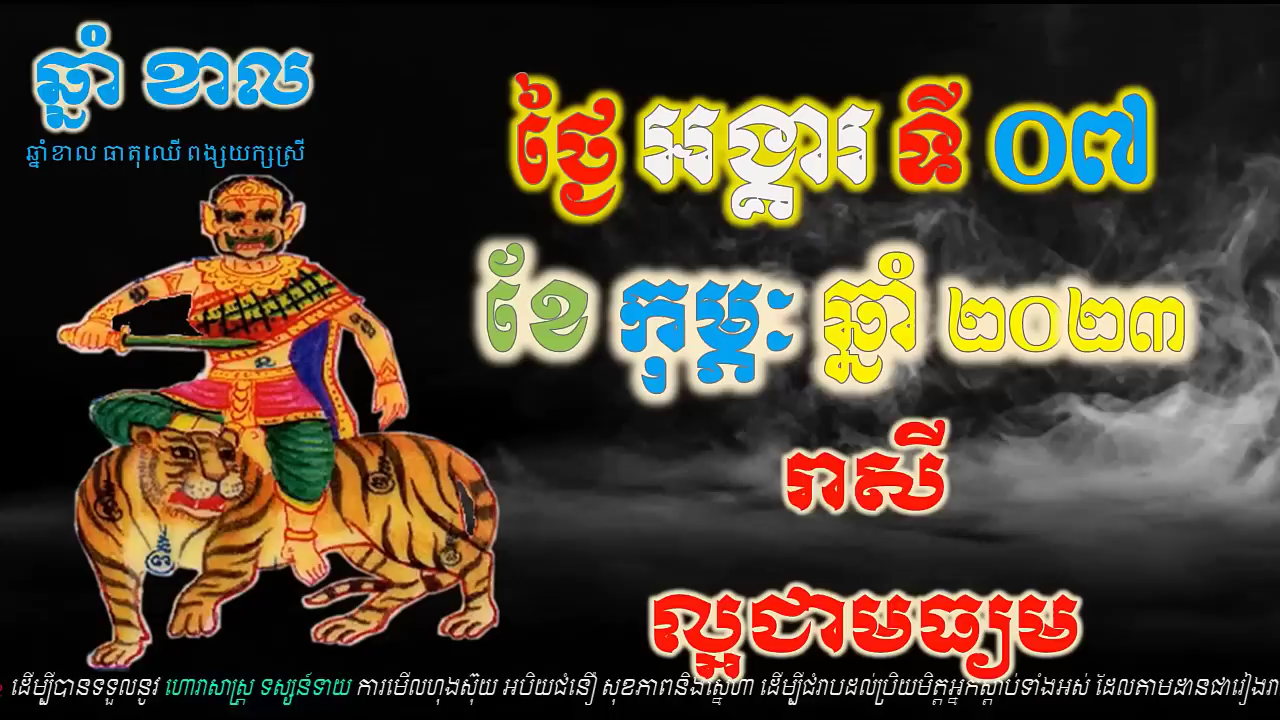 ឆ្នាំ ខាល
ឆ្នាំខាល ធាតុឈើ ពង្សយក្សស្រី
ថ្ងៃ អង្គារ ទី ០៧
ខែ កុម្ភៈ ឆ្នាំ ២០២៣
រាសី
ល្អជាមធ្យម
ដើម្បីបានទទួលនូវ ហោរាសាស្ត្រ ទស្សន៍ទាយ ការមើលហុងស៊ុយ អបិយជំនឿ សុខភាពនិងស្នេហា ដើម្បីជំរាបដល់ប្រិយមិត្តអ្នកស្តាប់ទាំងអស់ ដែលតាមដានជារៀងរា